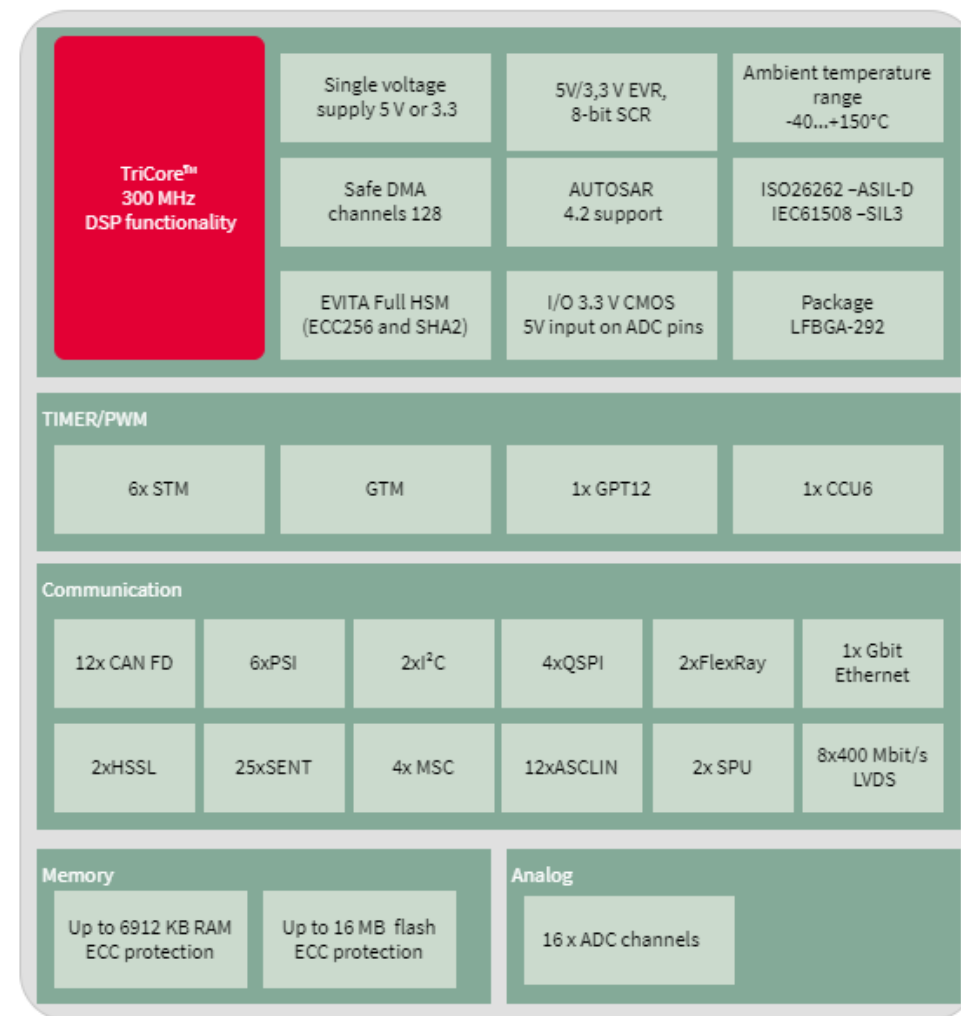 TriCore™
300 MHz
DSP functionality
Single voltage
supply 5 V or 3.3
5V/3,3 V EVR,
8-bit SCR
Ambient temperature
range
-40...+150°C
Safe DMA
channels 128
AUTOSAR
4.2 support
ISO26262 –ASIL-D
IEC61508 –SIL3
EVITA Full HSM
(ECC256 and SHA2)
I/O 3.3 V CMOS
5V input on ADC pins
Package
LFBGA-292
TIMER/PWM
6x STM
GTM
1x GPT12
1x CCU6
Communication
12x CAN FD
6xPSI
2xI²C
4xQSPI
2xFlexRay
1x Gbit
Ethernet
2xHSSL
25xSENT
4x MSC
12xASCLIN
2x SPU
8x400 Mbit/s
LVDS
Memory
Up to 6912 KB RAM
ECC protection
Up to 16 MB flash
ECC protection
Analog
16 x ADC channels